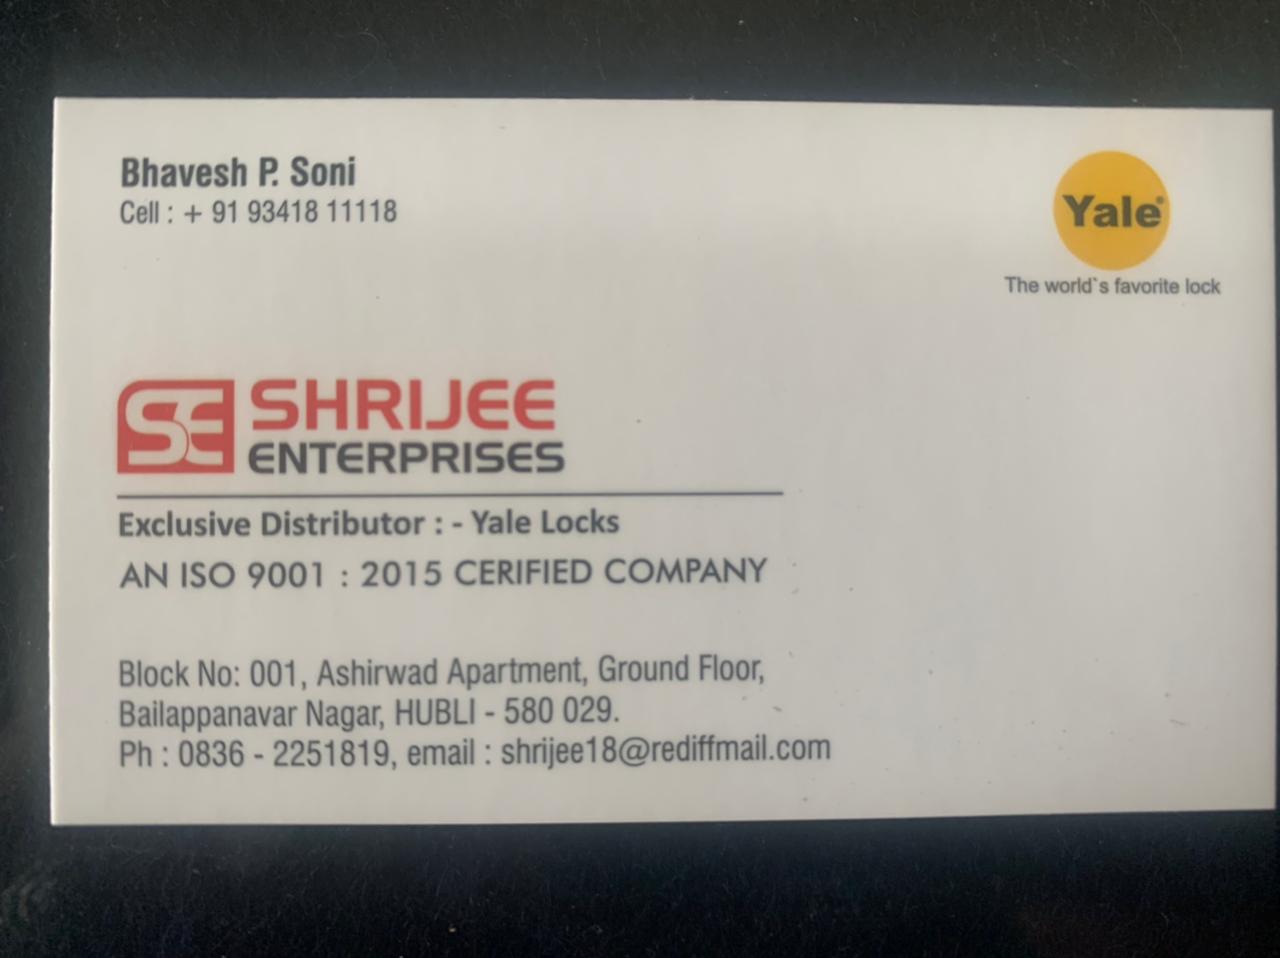 Bhavesh P. Soni
Cell : + 91 93418 11118
Yale®
The world`s favorite lock
SE SHRIJEE
ENTERPRISES
Exclusive Distributor : - Yale Locks
AN ISO 9001 : 2015 CERIFIED COMPANY
Block No: 001, Ashirwad Apartment, Ground Floor,
Bailappanavar Nagar, HUBLI - 580 029.
Ph : 0836 - 2251819, email : shrijee18@rediffmail.com